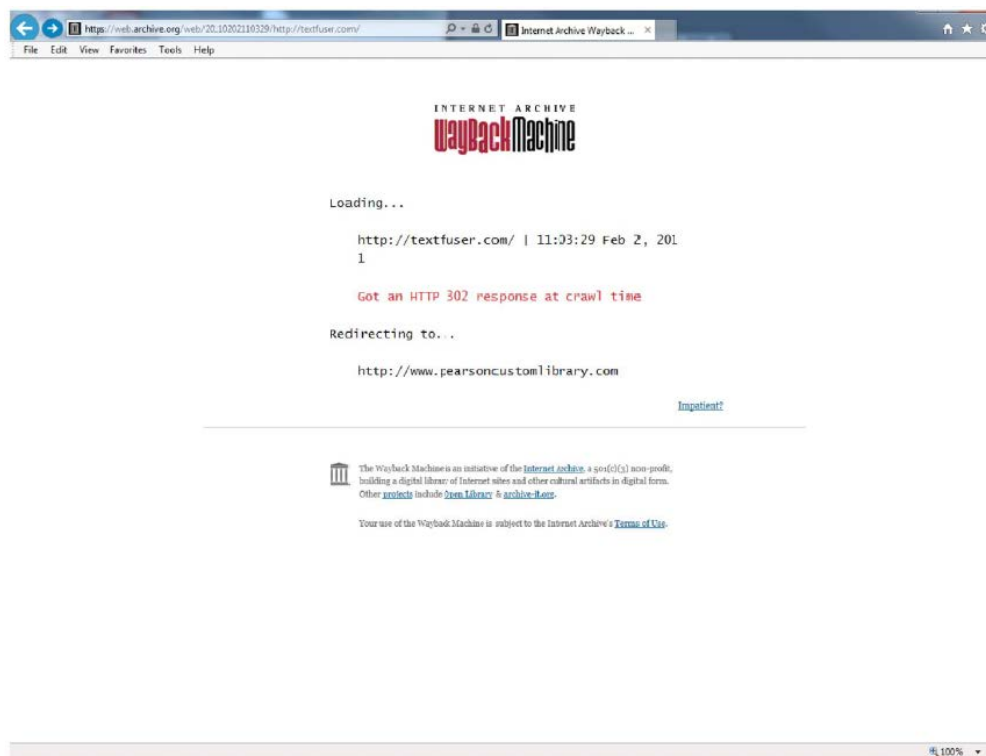 https://web.archive.org/web/20110202110329/http://textfuser.com/
Internet Archive Wayback ...
File Edit View Favorites Tools Help
INTERNET ARCHIVE
WayBackMachine
Loading...
http://textfuser.com/ | 11:03:29 Feb 2, 201
1
Got an HTTP 302 response at crawl time
Redirecting to...
http://www.pearsoncustomlibrary.com
Impatient?
The Wayback Machine is an initiative of the Internet Archive, a 501(c)(3) non-profit,
building a digital library of Internet sites and other cultural artifacts in digital form.
Other projects include Open Library & archive-it.org.
Your use of the Wayback Machine is subject to the Internet Archive's Terms of Use.
100%